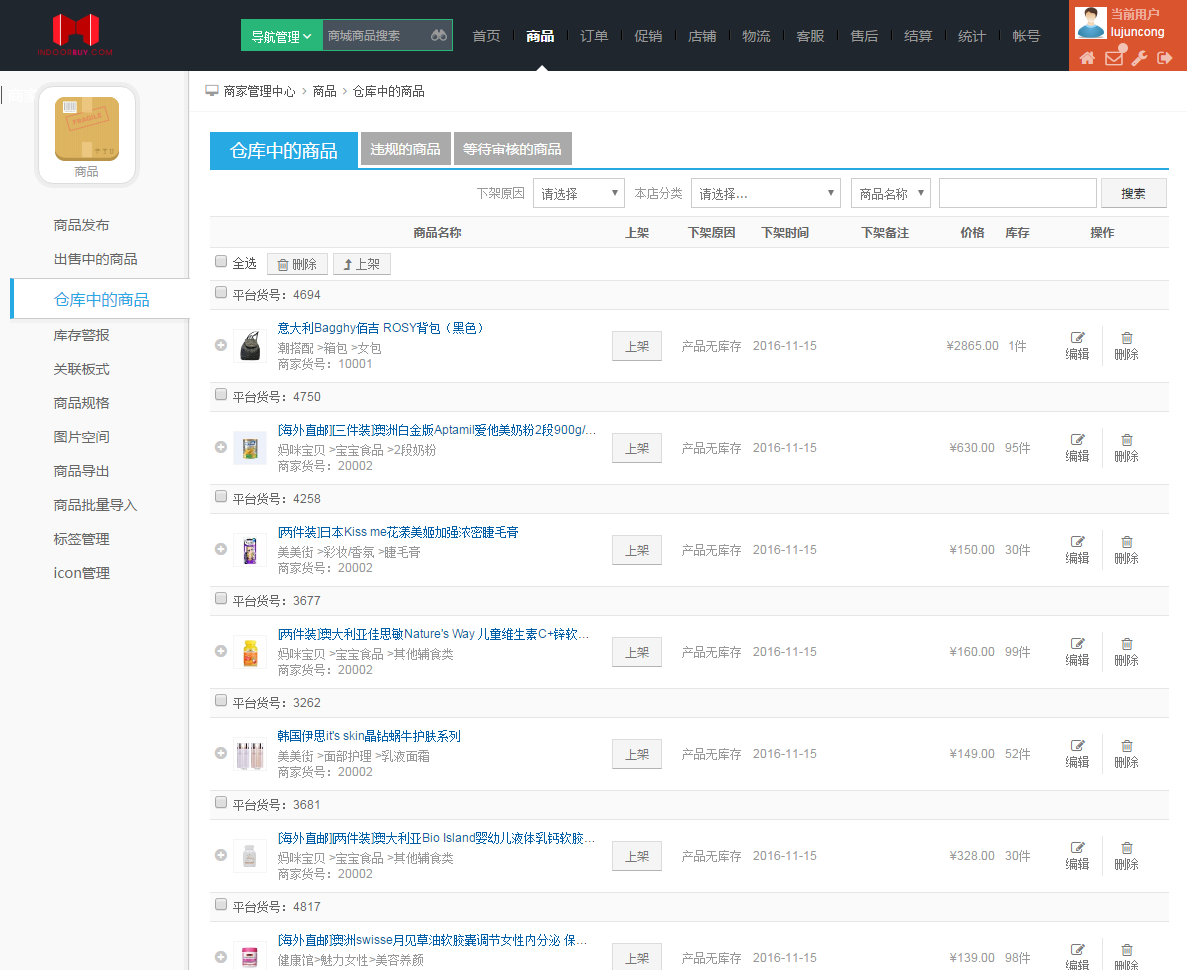 INDOORBUY.COM
导航管理 商城商品搜索 首页 商品 订单 促销 店铺 物流 客服 售后 结算 统计 帐号
当前用户
lujuncong
商家管理中心 > 商品 > 仓库中的商品
FRAGILE
商品
商品发布
出售中的商品
仓库中的商品
库存警报
关联板式
商品规格
图片空间
商品导出
商品批量导入
标签管理
icon管理
仓库中的商品 违规的商品 等待审核的商品
下架原因 请选择 本店分类 请选择... 商品名称 搜索
商品名称 上架 下架原因 下架时间 下架备注 价格 库存 操作
全选 删除 上架
平台货号：4694
意大利Bagghy佰吉 ROSY背包（黑色）
潮搭配 >箱包 >女包
商家货号：10001
上架 产品无库存 2016-11-15 ¥2865.00 1件 编辑 删除
平台货号：4750
[海外直邮][三件装]澳洲白金版Aptamil爱他美奶粉2段900g/...
妈咪宝贝 >宝宝食品 >2段奶粉
商家货号：20002
上架 产品无库存 2016-11-15 ¥630.00 95件 编辑 删除
平台货号：4258
[两件装]日本Kiss me花漾美姬加强浓密睫毛膏
美美街 >彩妆/香氛 >睫毛膏
商家货号：20002
上架 产品无库存 2016-11-15 ¥150.00 30件 编辑 删除
平台货号：3677
[两件装]澳大利亚佳思敏Nature's Way 儿童维生素C+锌软...
妈咪宝贝 >宝宝食品 >其他辅食类
商家货号：20002
上架 产品无库存 2016-11-15 ¥160.00 99件 编辑 删除
平台货号：3262
韩国伊思it's skin晶钻蜗牛护肤系列
美美街 >面部护理 >乳液面霜
商家货号：20002
上架 产品无库存 2016-11-15 ¥149.00 52件 编辑 删除
平台货号：3681
[海外直邮][两件装]澳大利亚Bio Island婴幼儿液体乳钙软胶...
妈咪宝贝 >宝宝食品 >其他辅食类
商家货号：20002
上架 产品无库存 2016-11-15 ¥328.00 30件 编辑 删除
平台货号：4817
[海外直邮]澳洲swisse月见草油软胶囊调节女性内分泌 保...
健康馆>魅力女性>美容养颜
上架 产品无库存 2016-11-15 ¥139.00 98件 编辑 删除